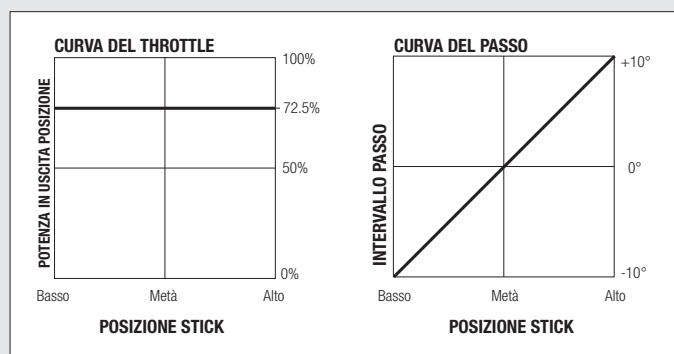 CURVA DEL THROTTLE
100%
72.5%
50%
0%
POTENZA IN USCITA POSIZIONE
Basso Metà Alto
POSIZIONE STICK
CURVA DEL PASSO
+10°
0°
-10°
INTERVALLO PASSO
Basso Metà Alto
POSIZIONE STICK